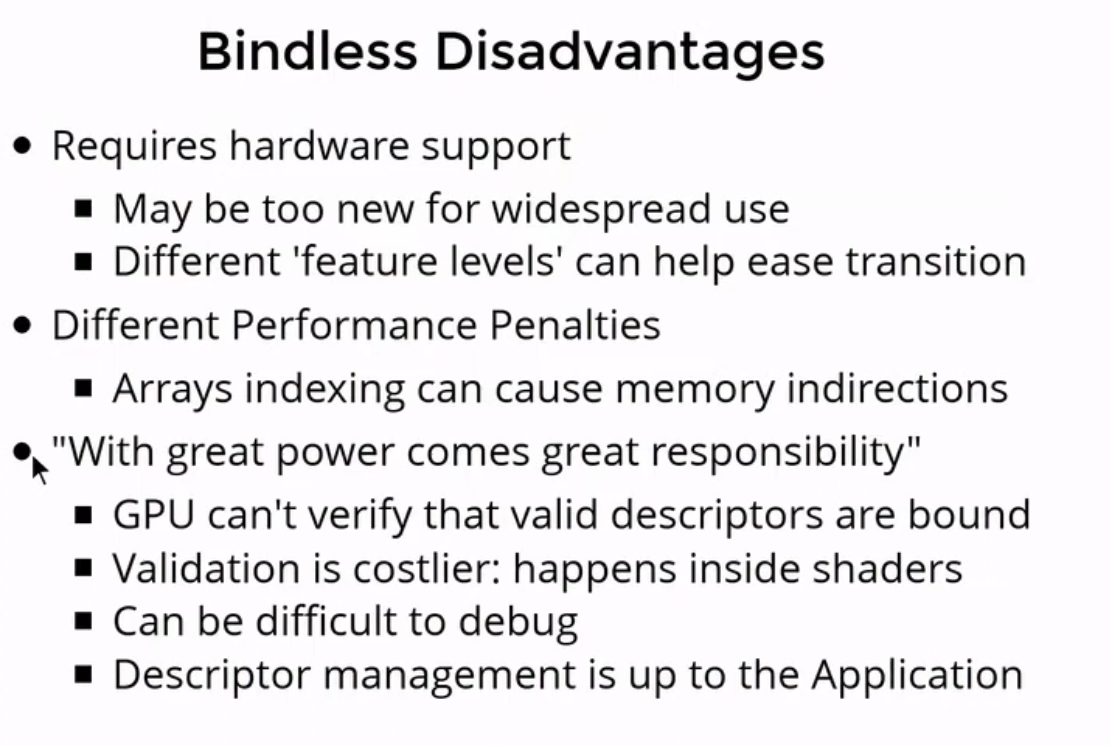 Bindless Disadvantages
• Requires hardware support
▪ May be too new for widespread use
▪ Different 'feature levels' can help ease transition
• Different Performance Penalties
▪ Arrays indexing can cause memory indirections
• "With great power comes great responsibility"
▪ GPU can't verify that valid descriptors are bound
▪ Validation is costlier: happens inside shaders
▪ Can be difficult to debug
▪ Descriptor management is up to the Application